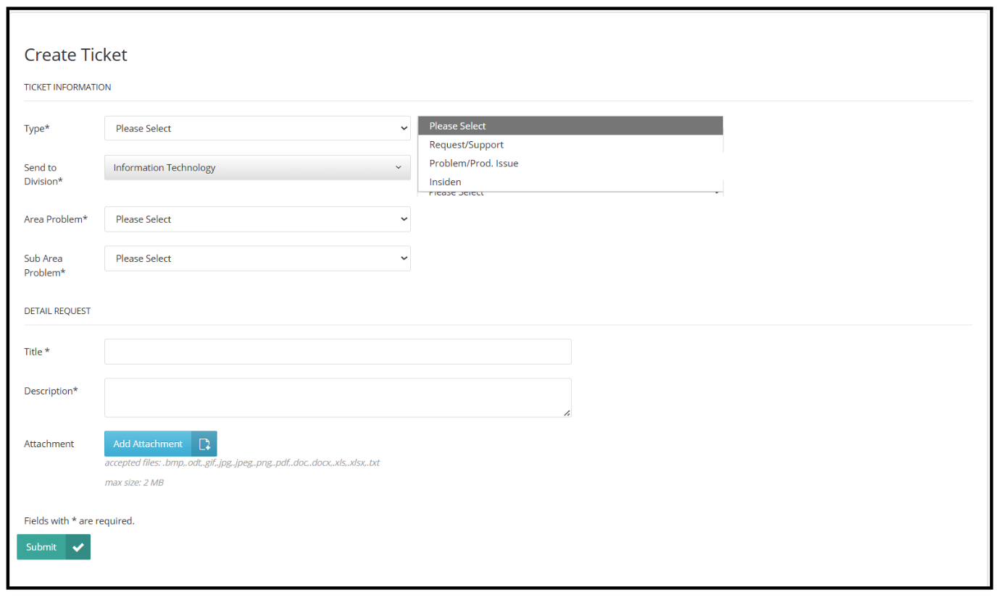 Create Ticket
TICKET INFORMATION
Type*
Please Select
Please Select
Request/Support
Problem/Prod. Issue
Insiden
Please Select
Send to
Division*
Information Technology
Area Problem*
Please Select
Sub Area
Problem*
Please Select
DETAIL REQUEST
Title *
Description*
Attachment
Add Attachment
accepted files: .bmp,.odt,.gif,.jpg,.jpeg,.png,.pdf,.doc,.docx,.xls,.xlsx,.txt
max size: 2 MB
Fields with * are required.
Submit